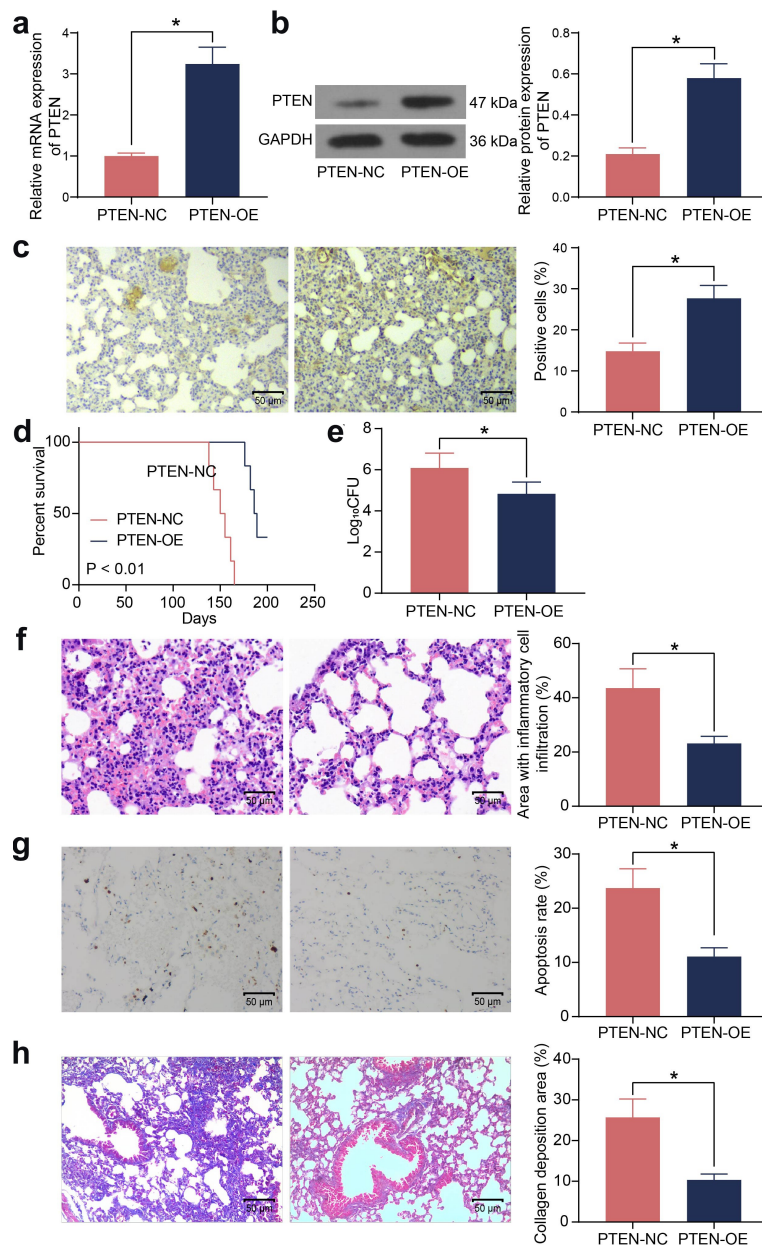 a
Relative mRNA expression
of PTEN
4
3
2
1
0
*
PTEN-NC
PTEN-OE
b
PTEN
47 kDa
GAPDH
36 kDa
PTEN-NC
PTEN-OE
Relative protein expression
of PTEN
0.8
0.6
0.4
0.2
0.0
*
PTEN-NC
PTEN-OE
c
50 µm
50 µm
Positive cells (%)
40
30
20
10
0
*
PTEN-NC
PTEN-OE
d
Percent survival
100
50
0
PTEN-NC
PTEN-NC
PTEN-OE
P < 0.01
0
50
100
150
200
250
Days
e
Log₁₀CFU
8
6
4
2
0
*
PTEN-NC
PTEN-OE
f
50 µm
50 µm
Area with inflammatory cell
infiltration (%)
60
40
20
0
*
PTEN-NC
PTEN-OE
g
50 µm
50 µm
Apoptosis rate (%)
30
20
10
0
*
PTEN-NC
PTEN-OE
h
50 µm
50 µm
Collagen deposition area (%)
40
30
20
10
0
*
PTEN-NC
PTEN-OE